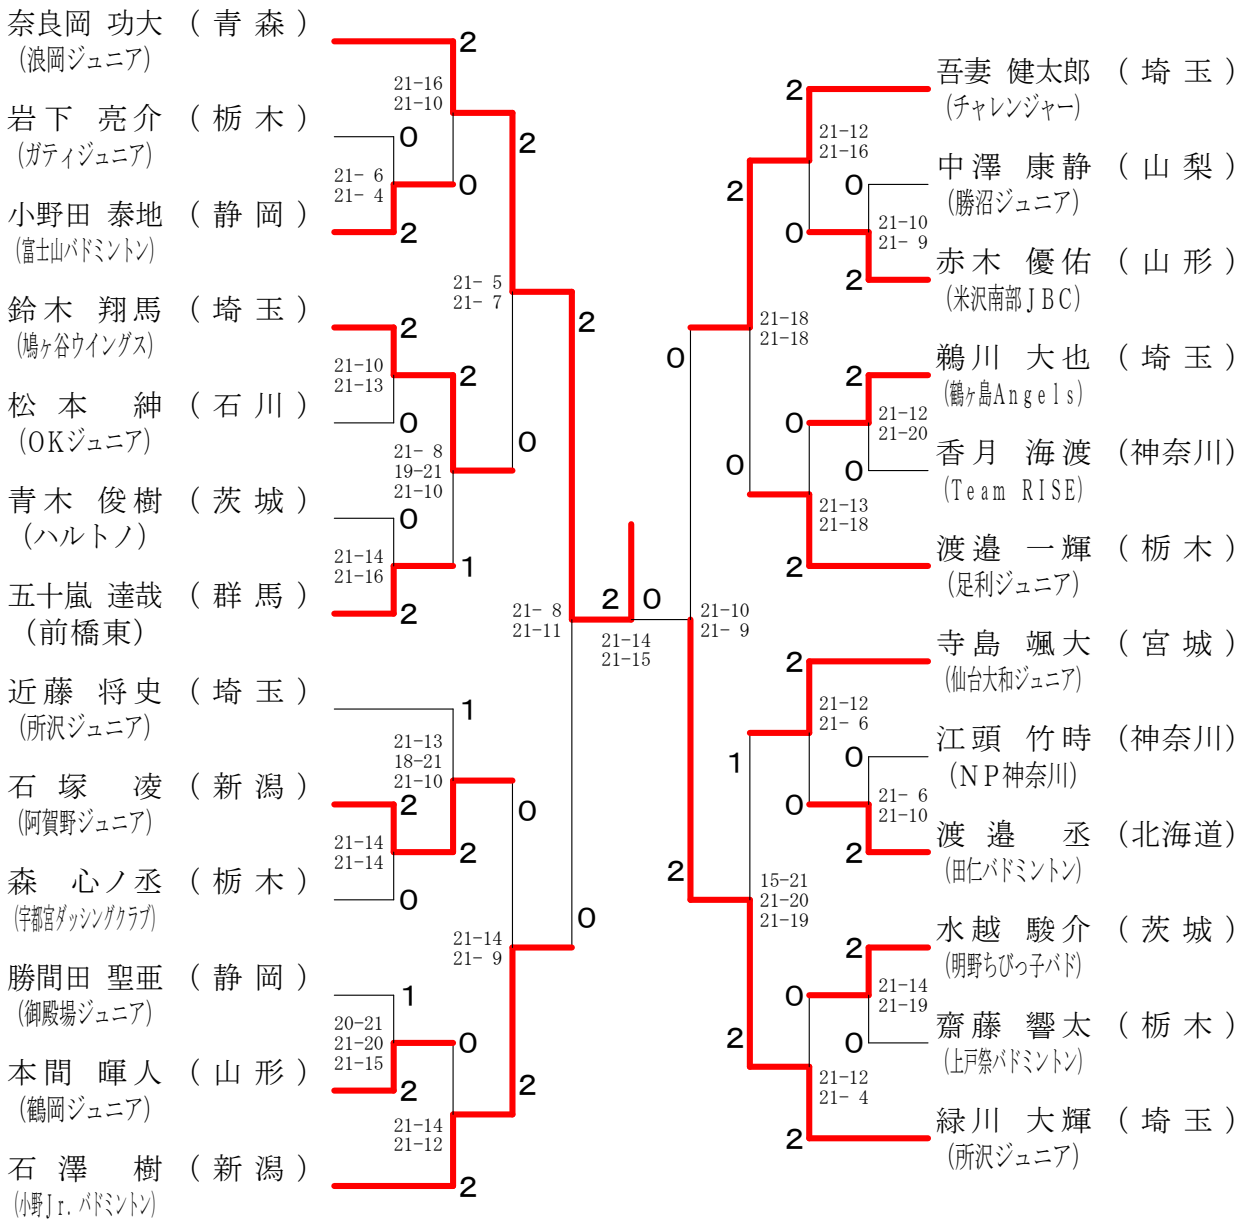 奈良岡 功大 （ 青 森 ）
(浪岡ジュニア)
岩下 亮介 （ 栃 木 ）
(ガティジュニア)
小野田 泰地 （ 静 岡 ）
(富士山バドミントン)
鈴木 翔馬 （ 埼 玉 ）
(鳩ヶ谷ウイングス)
松本 紳 （ 石 川 ）
(OKジュニア)
青木 俊樹 （ 茨 城 ）
(ハルトノ)
五十嵐 達哉 （ 群 馬 ）
(前橋東)
近藤 将史 （ 埼 玉 ）
(所沢ジュニア)
石塚 凌 （ 新 潟 ）
(阿賀野ジュニア)
森 心ノ丞 （ 栃 木 ）
(宇都宮ダッシングクラブ)
勝間田 聖亜 （ 静 岡 ）
(御殿場ジュニア)
本間 暉人 （ 山 形 ）
(鶴岡ジュニア)
石澤 樹 （ 新 潟 ）
(小野Jr.バドミントン)
2
21-16
21-10
0
21- 6
21- 4
0
2
2
21- 5
21- 7
2
21-10
21-13
2
0
21- 8
19-21
21-10
0
0
21-14
21-16
1
2
2
21- 8
21-11
1
21-13
18-21
21-10
2
21-14
21-14
2
0
0
21-14
21- 9
0
1
20-21
21-20
21-15
0
2
21-14
21-12
2
2
2 0
21-14
21-15
吾妻 健太郎 （ 埼 玉 ）
(チャレンジャー)
中澤 康静 （ 山 梨 ）
(勝沼ジュニア)
赤木 優佑 （ 山 形 ）
(米沢南部JBC)
鵜川 大也 （ 埼 玉 ）
(鶴ヶ島Angels)
香月 海渡 （神奈川）
(Team RISE)
渡邉 一輝 （ 栃 木 ）
(足利ジュニア)
寺島 颯大 （ 宮 城 ）
(仙台大和ジュニア)
江頭 竹時 （神奈川）
(NP神奈川)
渡邉 丞 （北海道）
(田仁バドミントン)
水越 駿介 （ 茨 城 ）
(明野ちびっ子バド)
齋藤 響太 （ 栃 木 ）
(上戸祭バドミントン)
緑川 大輝 （ 埼 玉 ）
(所沢ジュニア)
2
21-12
21-16
0
21-10
21- 9
0
2
2
21-18
21-18
0
2
21-12
21-20
0
0
0
21-13
21-18
2
21-10
21- 9
2
21-12
21- 6
0
1
21- 6
21-10
0
2
2
15-21
21-20
21-19
2
21-14
21-19
0
0
2
21-12
21- 4
2